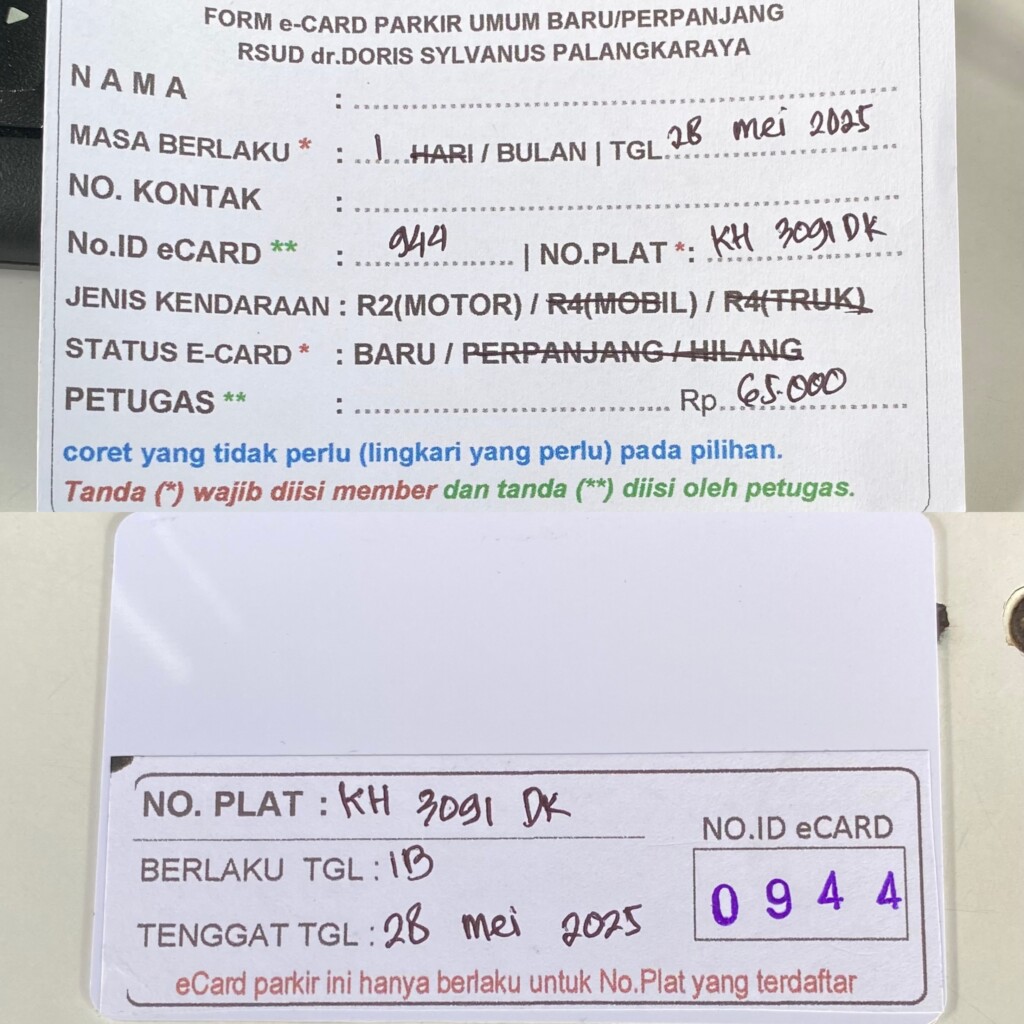 FORM e-CARD PARKIR UMUM BARU/PERPANJANG
RSUD dr.DORIS SYLVANUS PALANGKARAYA
N A M A :
MASA BERLAKU * : 1 HARI / BULAN | TGL 28 mei 2025
NO. KONTAK :
No.ID eCARD ** : 944 | NO.PLAT *: KH 3091 DK
JENIS KENDARAAN : R2(MOTOR) / R4(MOBIL) / R4(TRUK)
STATUS E-CARD * : BARU / PERPANJANG / HILANG
PETUGAS ** : Rp. 65.000
coret yang tidak perlu (lingkari yang perlu) pada pilihan.
Tanda (*) wajib diisi member dan tanda (**) diisi oleh petugas.
NO. PLAT : KH 3091 DK
NO.ID eCARD
BERLAKU TGL : 1B
0944
TENGGAT TGL : 28 mei 2025
eCard parkir ini hanya berlaku untuk No.Plat yang terdaftar